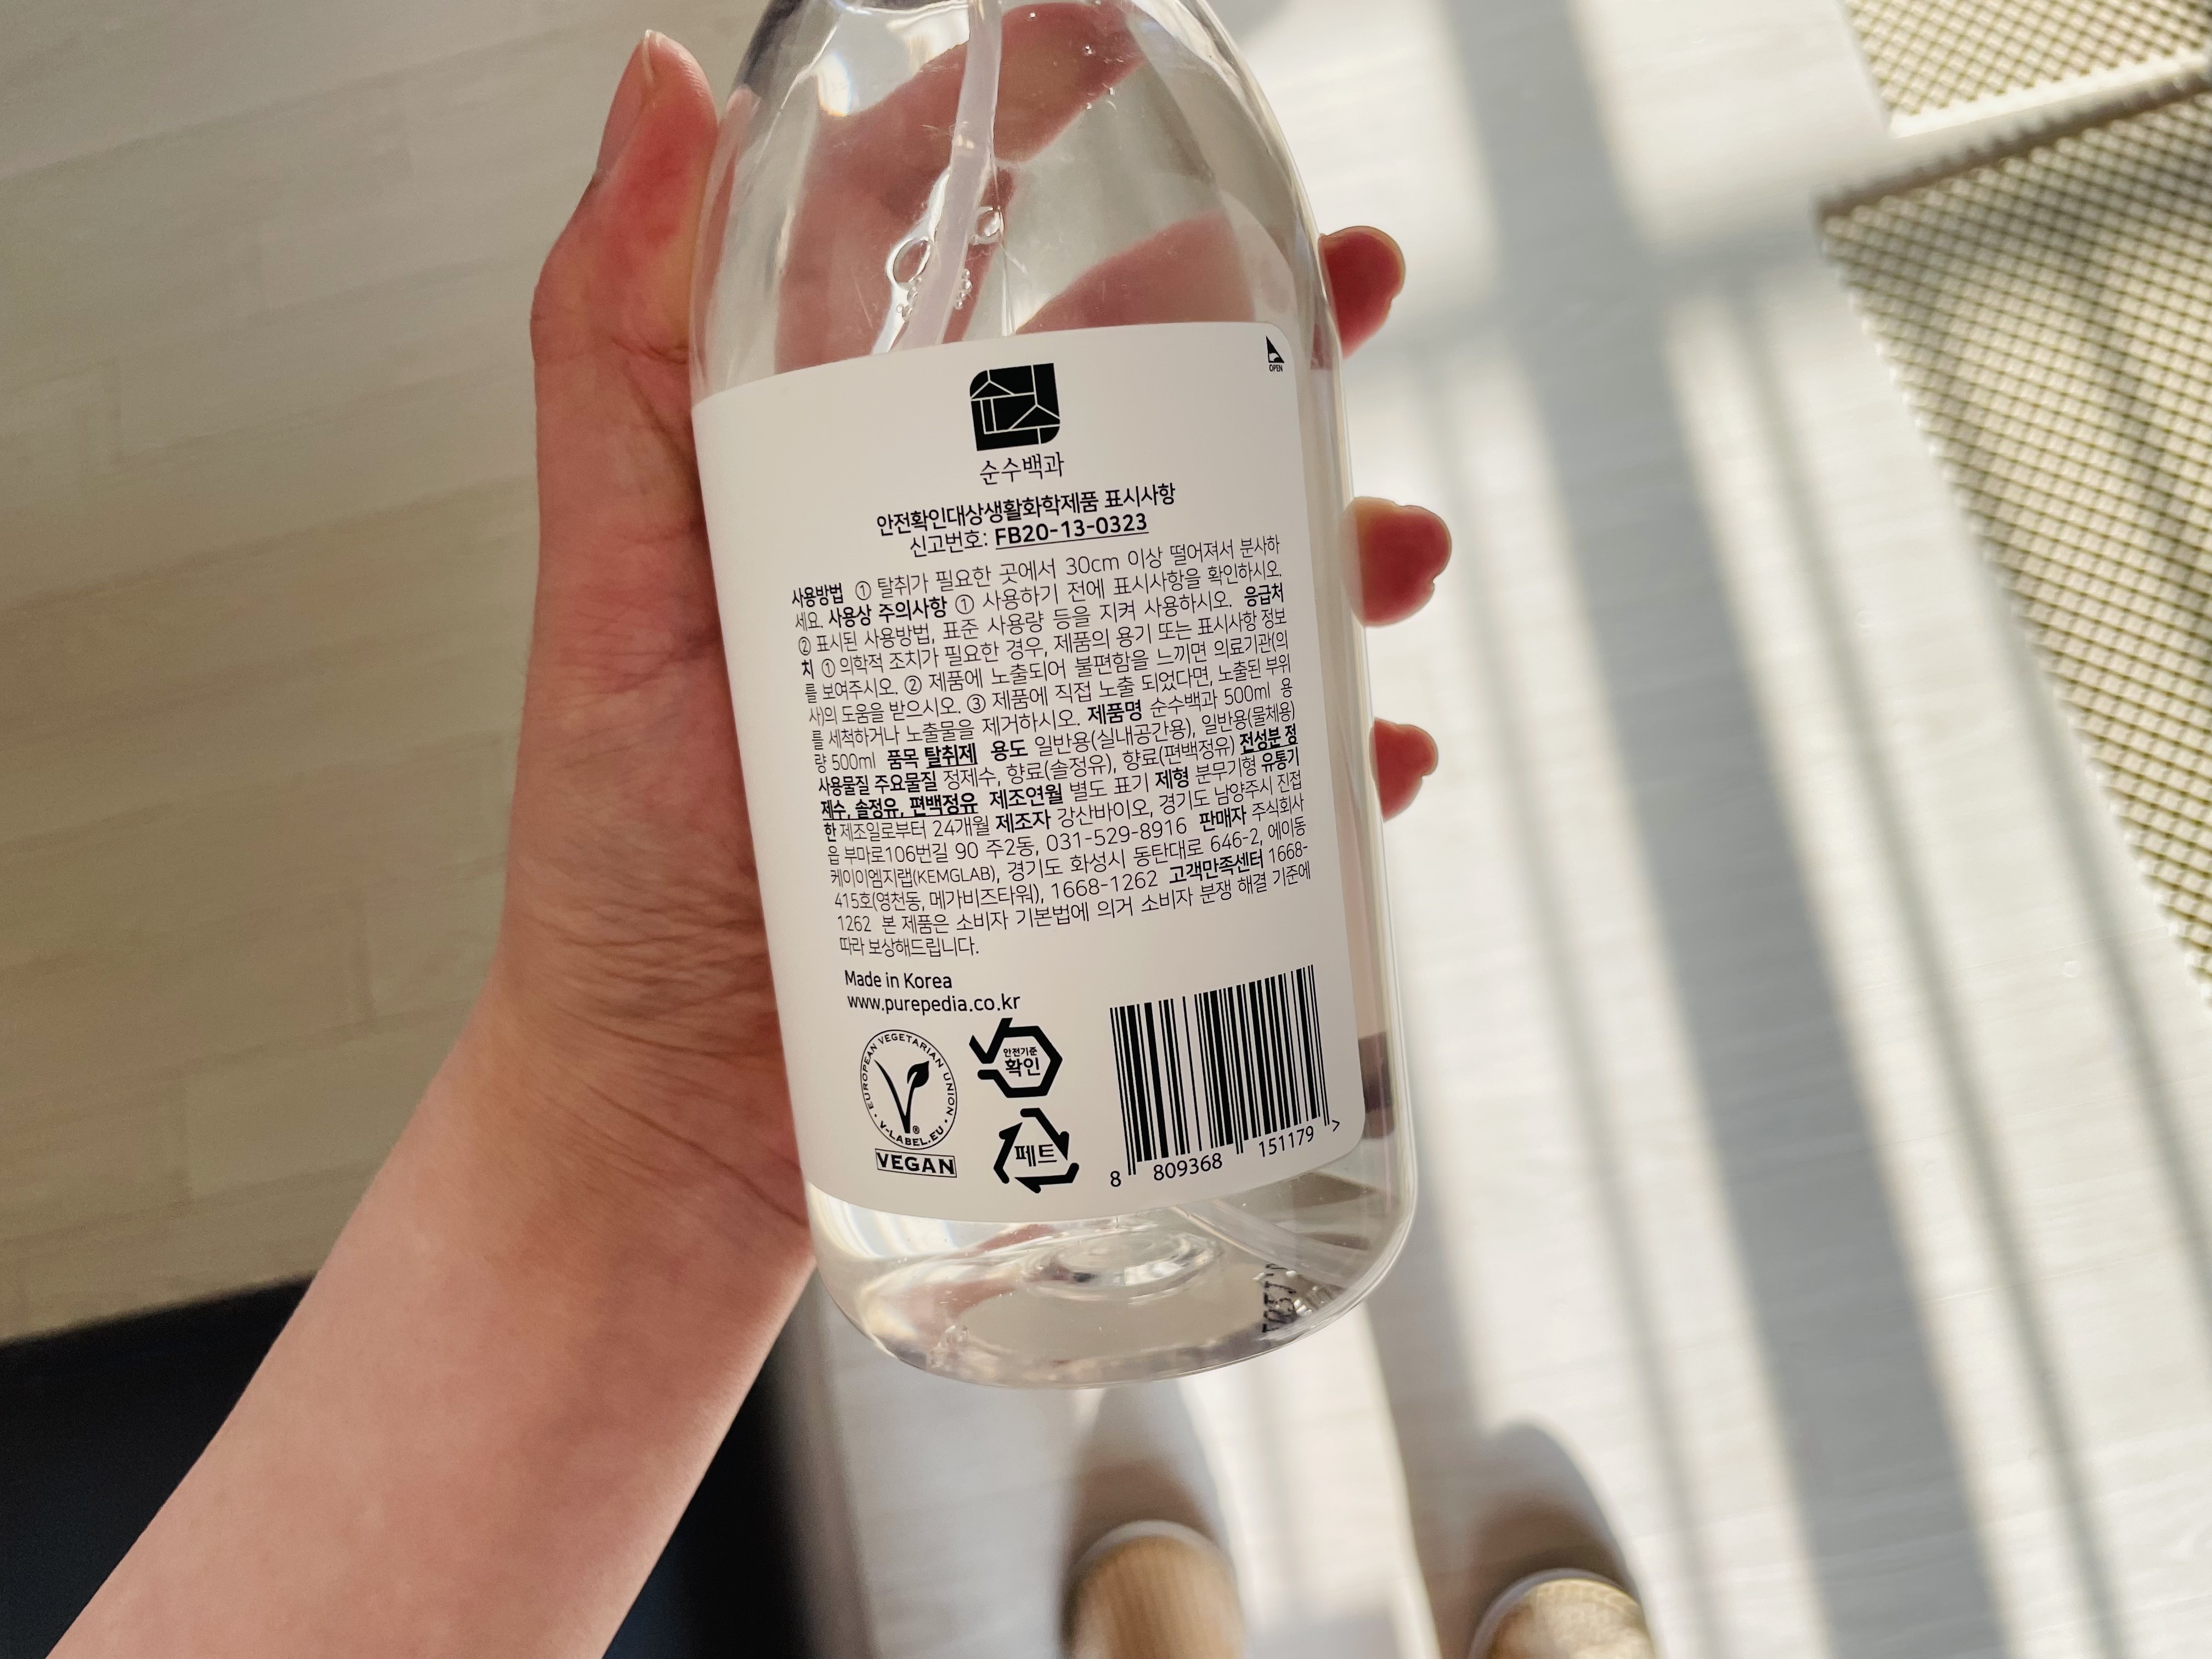 OPEN
순수백과
안전확인대상생활화학제품 표시사항
신고번호: FB20-13-0323
사용방법 ① 탈취가 필요한 곳에서 30cm 이상 떨어져서 분사하
세요. 사용상 주의사항 ① 사용하기 전에 표시사항을 확인하시오.
② 표시된 사용방법, 표준 사용량 등을 지켜 사용하시오. 응급처
치 ① 의학적 조치가 필요한 경우, 제품의 용기 또는 표시사항 정보
를 보여주시오. ② 제품에 노출되어 불편함을 느끼면 의료기관(의
사)의 도움을 받으시오. ③ 제품에 직접 노출 되었다면, 노출된 부위
를 세척하거나 노출물을 제거하시오. 제품명 순수백과 500ml 용
량 500ml 품목 탈취제 용도 일반용(실내공간용), 일반용(물체용)
사용물질 주요물질 정제수, 향료(솔정유), 향료(편백정유) 전성분 정
제수, 솔정유, 편백정유 제조연월 별도 표기 제형 분무기형 유통기
한 제조일로부터 24개월 제조자 강산바이오, 경기도 남양주시 진접
읍 부마로106번길 90 주2동, 031-529-8916 판매자 주식회사
케이이엠지랩(KEMGLAB), 경기도 화성시 동탄대로 646-2, 에이동
415호(영천동, 메가비즈타워), 1668-1262 고객만족센터 1668-
1262 본 제품은 소비자 기본법에 의거 소비자 분쟁 해결 기준에
따라 보상해드립니다.
Made in Korea
www.purepedia.co.kr
EUROPEAN VEGETARIAN UNION
V-LABEL.EU
VEGAN
안전기준
확인
페트
8 809368 151179 >